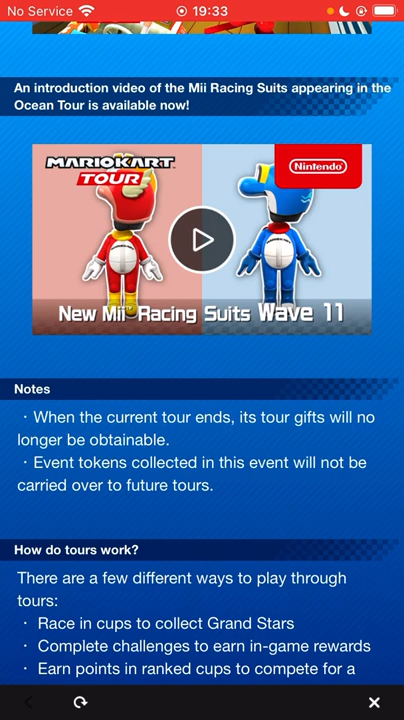 No Service 19:33
An introduction video of the Mii Racing Suits appearing in the
Ocean Tour is available now!
MARIOKART
TOUR
Nintendo
New Mii™ Racing Suits Wave 11
Notes
・When the current tour ends, its tour gifts will no
longer be obtainable.
・Event tokens collected in this event will not be
carried over to future tours.
How do tours work?
There are a few different ways to play through
tours:
・ Race in cups to collect Grand Stars
・ Complete challenges to earn in-game rewards
・ Earn points in ranked cups to compete for a